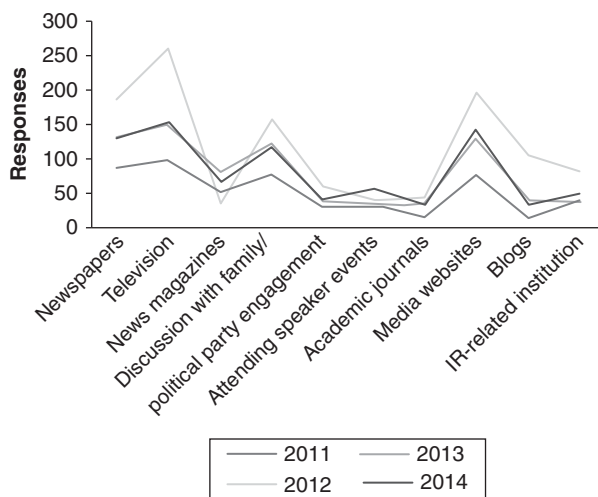 300
250
200
150
100
50
0
Responses
Newspapers
Television
News magazines
Discussion with family/
political party engagement
Attending speaker events
Academic journals
Media websites
Blogs
IR-related institution
2011
2013
2012
2014